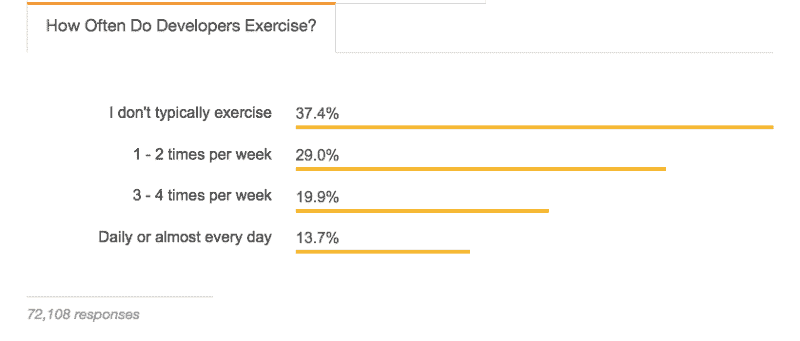 How Often Do Developers Exercise?
I don't typically exercise 37.4%
1 - 2 times per week 29.0%
3 - 4 times per week 19.9%
Daily or almost every day 13.7%
72,108 responses